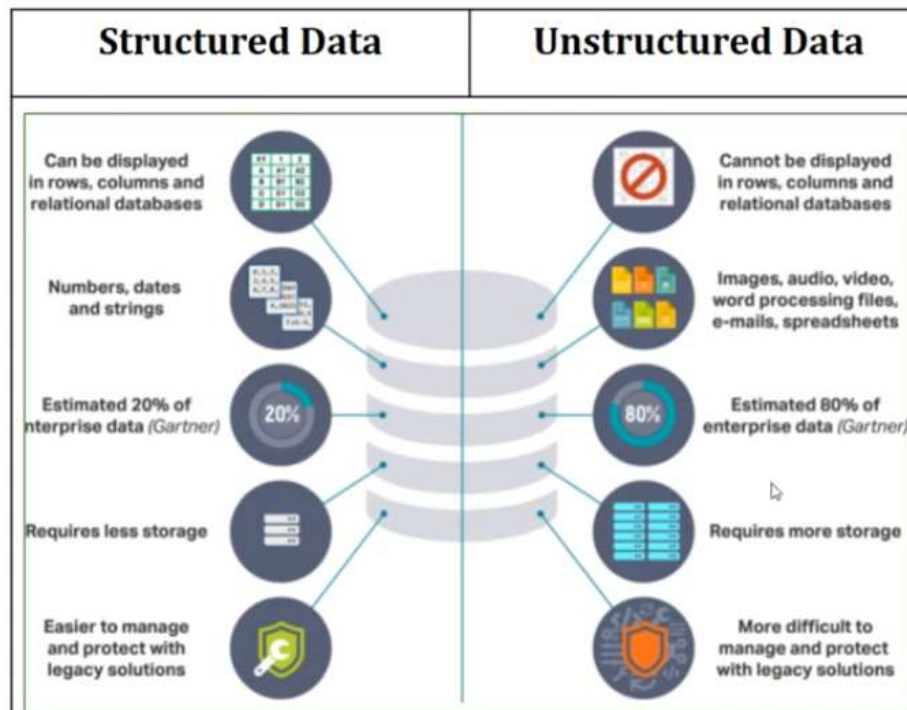 Structured Data
Unstructured Data
Can be displayed
in rows, columns and
relational databases
Cannot be displayed
in rows, columns and
relational databases
Numbers, dates
and strings
Images, audio, video,
word processing files,
e-mails, spreadsheets
Estimated 20% of
nterprise data (Gartner)
20%
80%
Estimated 80% of
enterprise data (Gartner)
Requires less storage
Requires more storage
Easier to manage
and protect with
legacy solutions
More difficult to
manage and protect
with legacy solutions